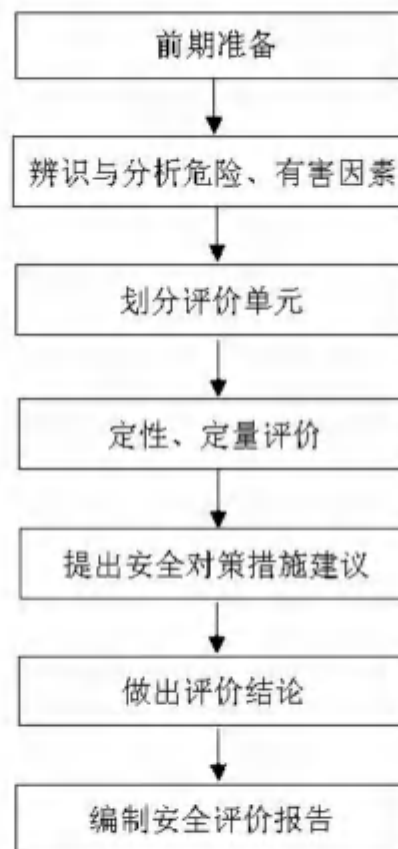 前期准备
辨识与分析危险、有害因素
划分评价单元
定性、定量评价
提出安全对策措施建议
做出评价结论
编制安全评价报告